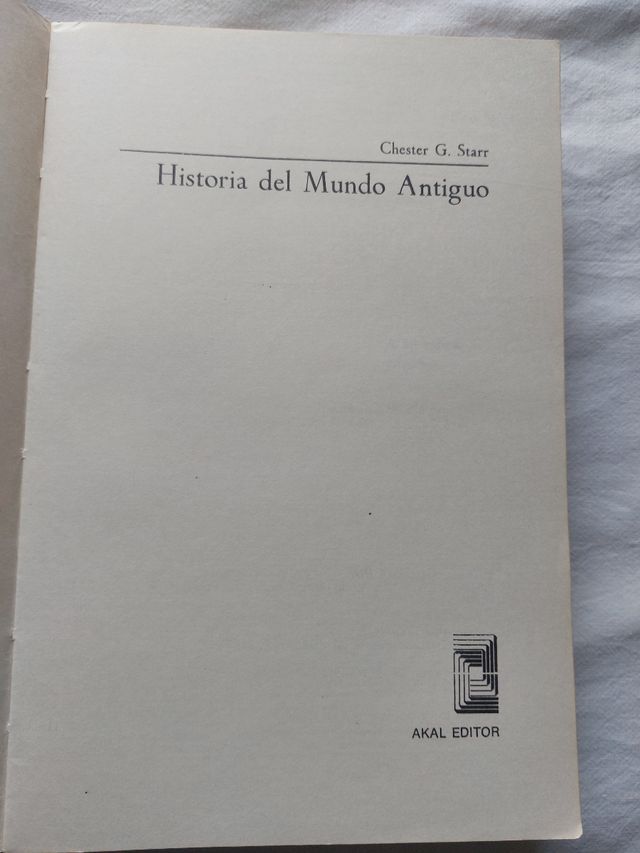 Chester G. Starr
Historia del Mundo Antiguo
AKAL EDITOR